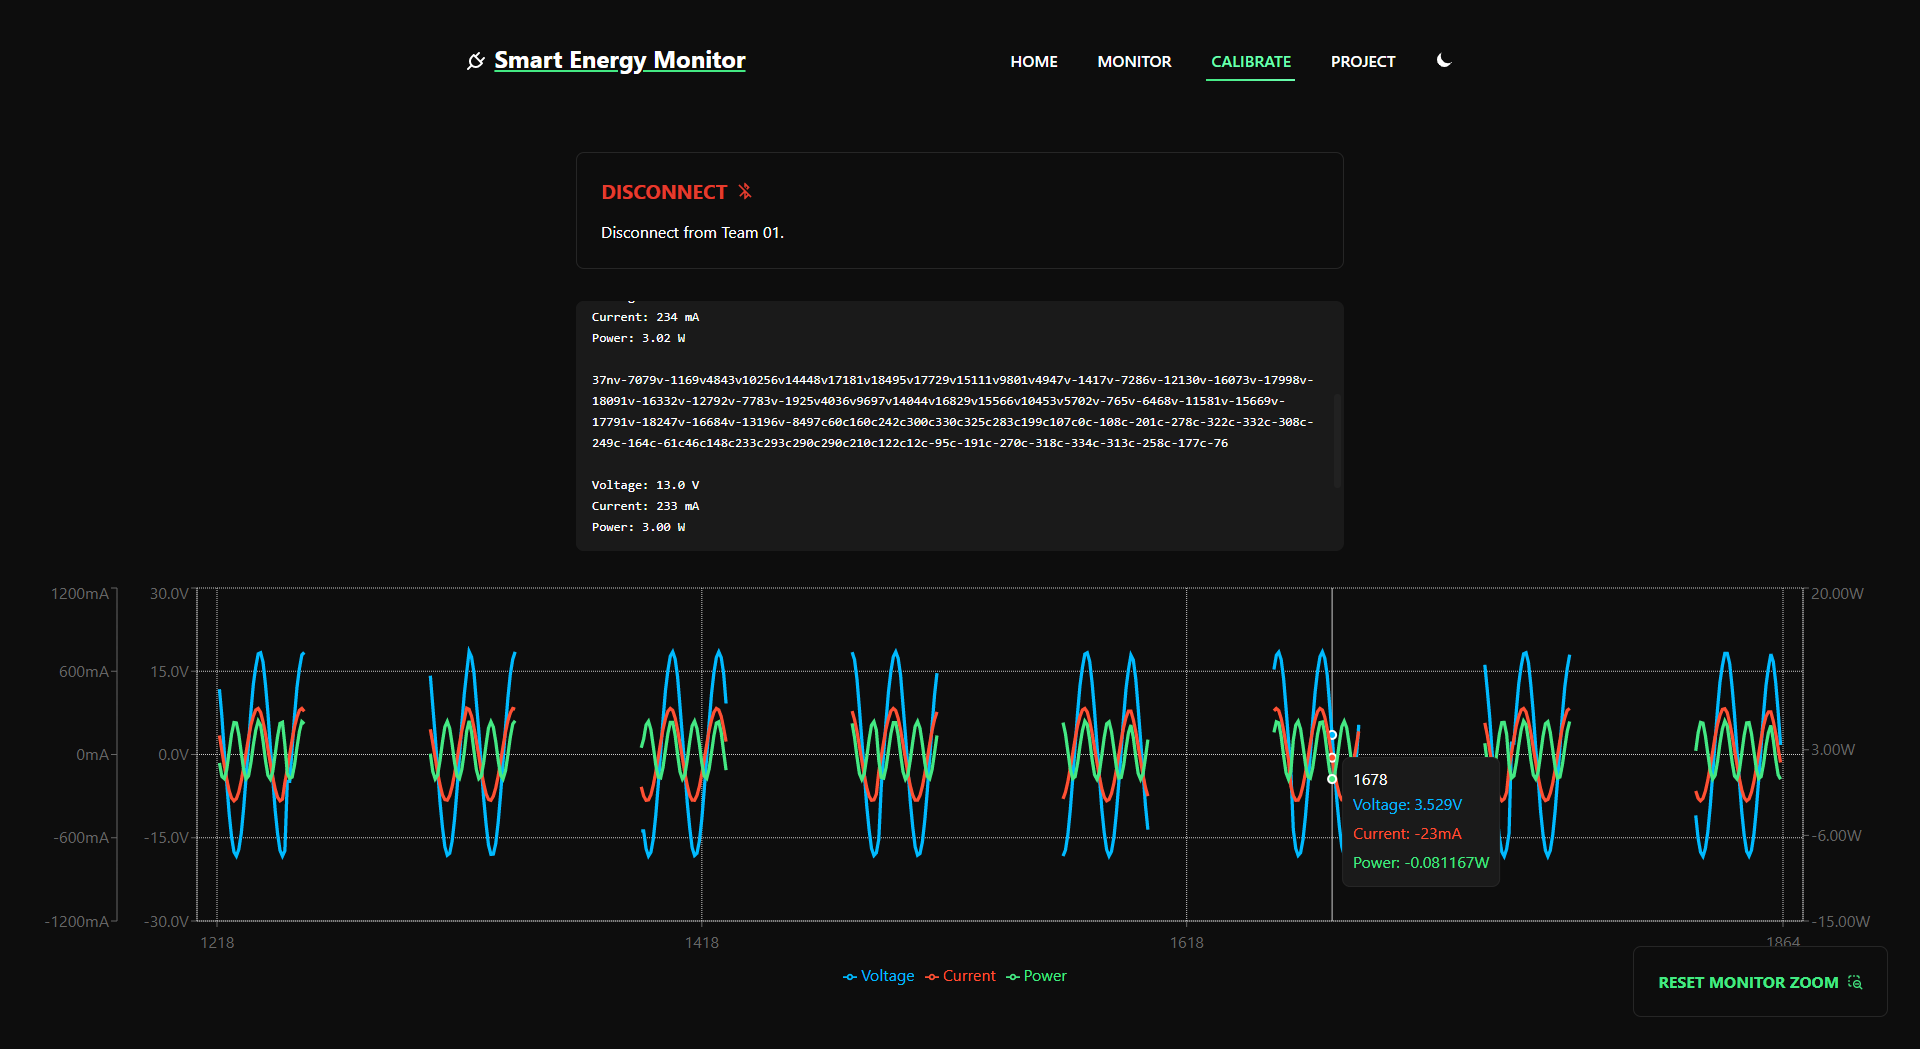 Smart Energy Monitor
HOME MONITOR CALIBRATE PROJECT
DISCONNECT
Disconnect from Team 01.
Current: 234 mA
Power: 3.02 W
37nv-7079v-1169v4843v10256v14448v17181v18495v17729v15111v9801v4947v-1417v-7286v-12130v-16073v-17998v-
18091v-16332v-12792v-7783v-1925v4036v9697v14044v16829v15566v10453v5702v-765v-6468v-11581v-15669v-
17791v-18247v-16684v-13196v-8497c60c160c242c300c330c325c283c199c107c0c-108c-201c-278c-322c-332c-308c-
249c-164c-61c46c148c233c293c290c290c210c122c12c-95c-191c-270c-318c-334c-313c-258c-177c-76
Voltage: 13.0 V
Current: 233 mA
Power: 3.00 W
1200mA 30.0V 20.00W
600mA 15.0V
0mA 0.0V 3.00W
-600mA -15.0V -6.00W
-1200mA -30.0V -15.00W
1678
Voltage: 3.529V
Current: -23mA
Power: -0.081167W
1218 1418 1618 1864
Voltage Current Power
RESET MONITOR ZOOM